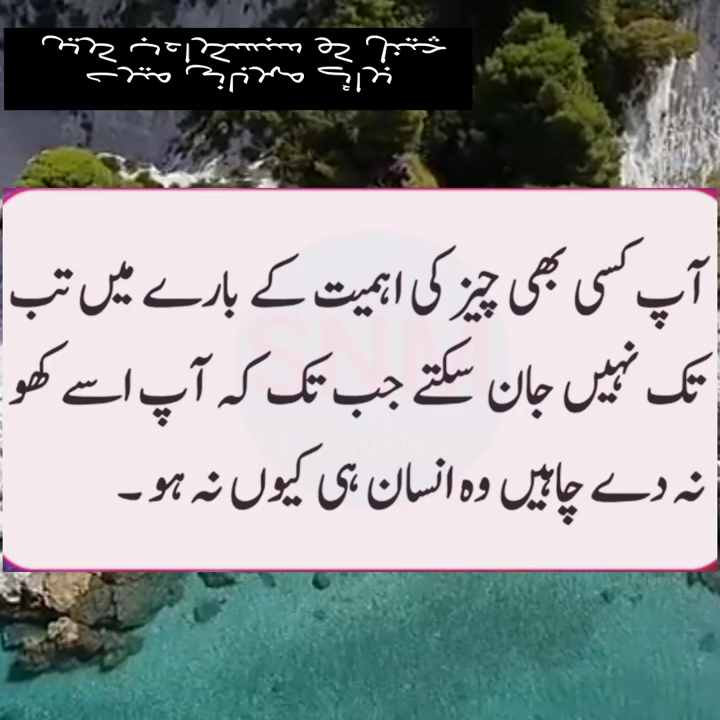 آپ کسی بھی چیز کی اہمیت کے بارے میں تب
تک نہیں جان سکتے جب تک کہ آپ اسے کھو
نہ دے چاہیں وہ انسان ہی کیوں نہ ہو ۔
SNM